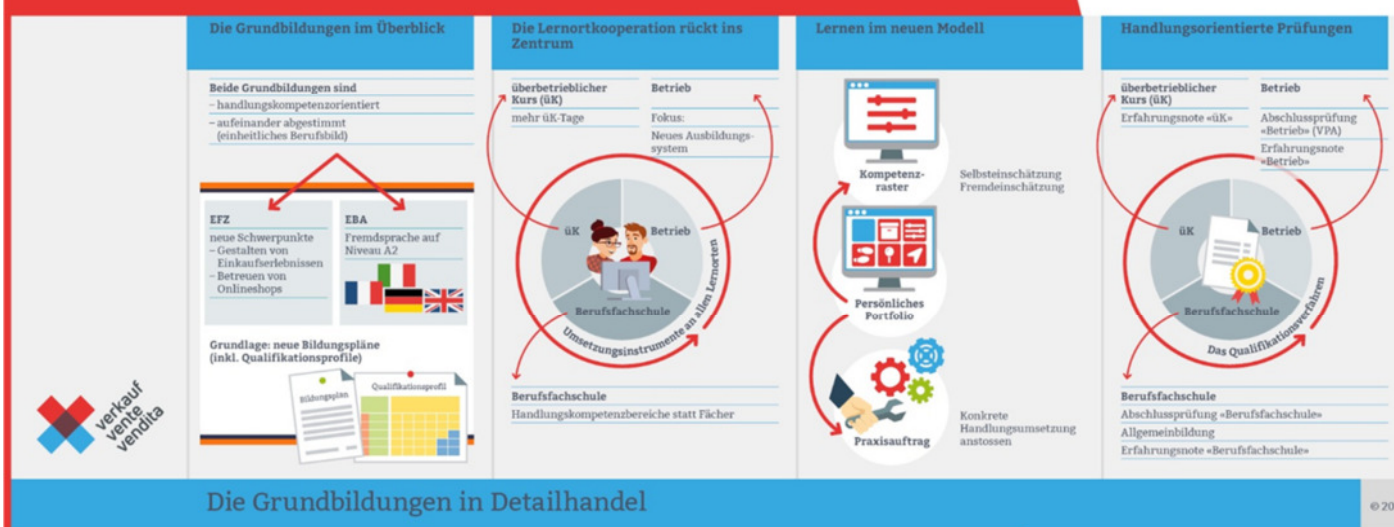 Die Grundbildungen im Überblick
Beide Grundbildungen sind
– handlungskompetenzorientiert
– aufeinander abgestimmt
(einheitliches Berufsbild)
EFZ
neue Schwerpunkte
– Gestalten von
Einkaufserlebnissen
– Betreuen von
Onlineshops
EBA
Fremdsprache auf
Niveau A2
Grundlage: neue Bildungspläne
(inkl. Qualifikationsprofile)
Bildungsplan
Qualifikationsprofil
Die Lernortkooperation rückt ins
Zentrum
überbetrieblicher
Kurs (üK)
mehr üK-Tage
Betrieb
Fokus:
Neues Ausbildungs-
system
üK
Betrieb
Berufsfachschule
Umsetzungsinstrumente an allen Lernorten
Berufsfachschule
Handlungskompetenzbereiche statt Fächer
Lernen im neuen Modell
Kompetenz-
raster
Selbsteinschätzung
Fremdeinschätzung
Persönliches
Portfolio
Praxisauftrag
Konkrete
Handlungsumsetzung
anstossen
Handlungsorientierte Prüfungen
überbetrieblicher
Kurs (üK)
Erfahrungsnote «üK»
Betrieb
Abschlussprüfung
«Betrieb» (VPA)
Erfahrungsnote
«Betrieb»
üK
Betrieb
Berufsfachschule
Das Qualifikationsverfahren
Berufsfachschule
Abschlussprüfung «Berufsfachschule»
Allgemeinbildung
Erfahrungsnote «Berufsfachschule»
verkauf
vente
vendita
Die Grundbildungen in Detailhandel
© 20